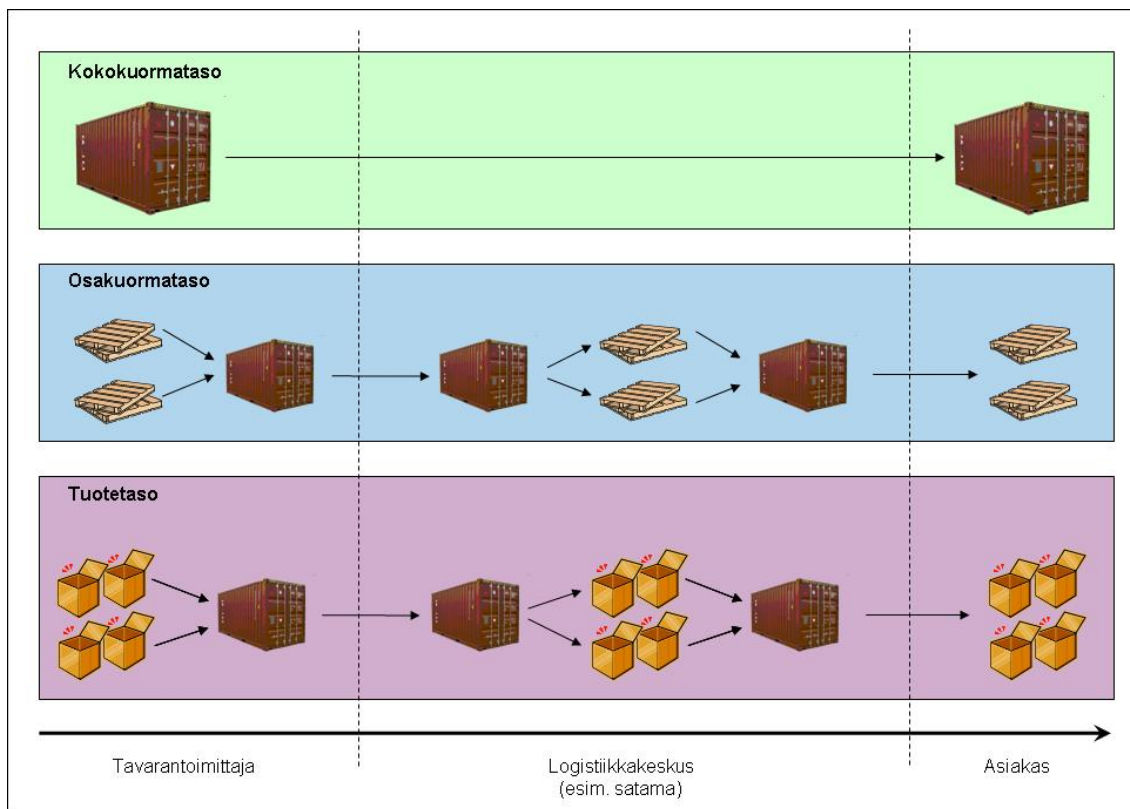 Kokokuormataso
Osakuormataso
Tuotetaso
Tavarantoimittaja
Logistiikkakeskus
(esim. satama)
Asiakas